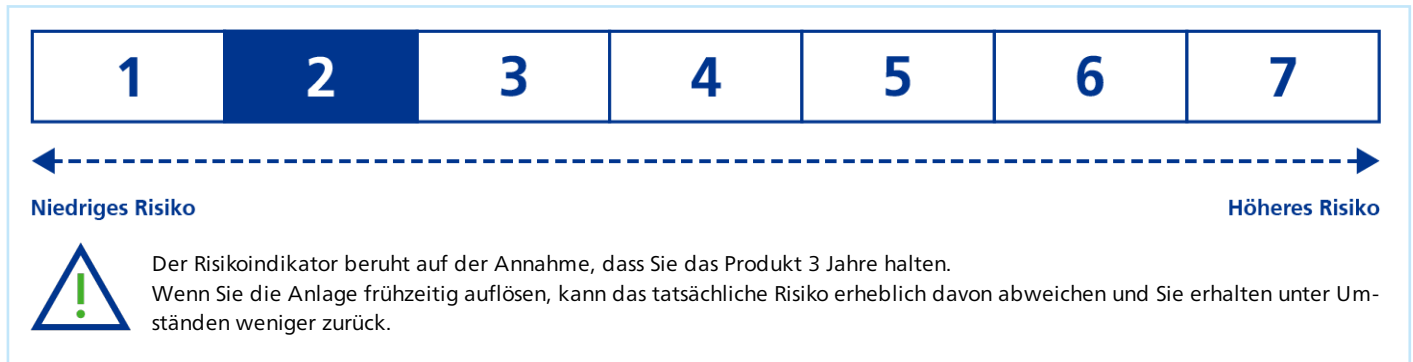 1 2 3 4 5 6 7
Niedriges Risiko Höheres Risiko
Der Risikoindikator beruht auf der Annahme, dass Sie das Produkt 3 Jahre halten.
Wenn Sie die Anlage frühzeitig auflösen, kann das tatsächliche Risiko erheblich davon abweichen und Sie erhalten unter Um-
ständen weniger zurück.